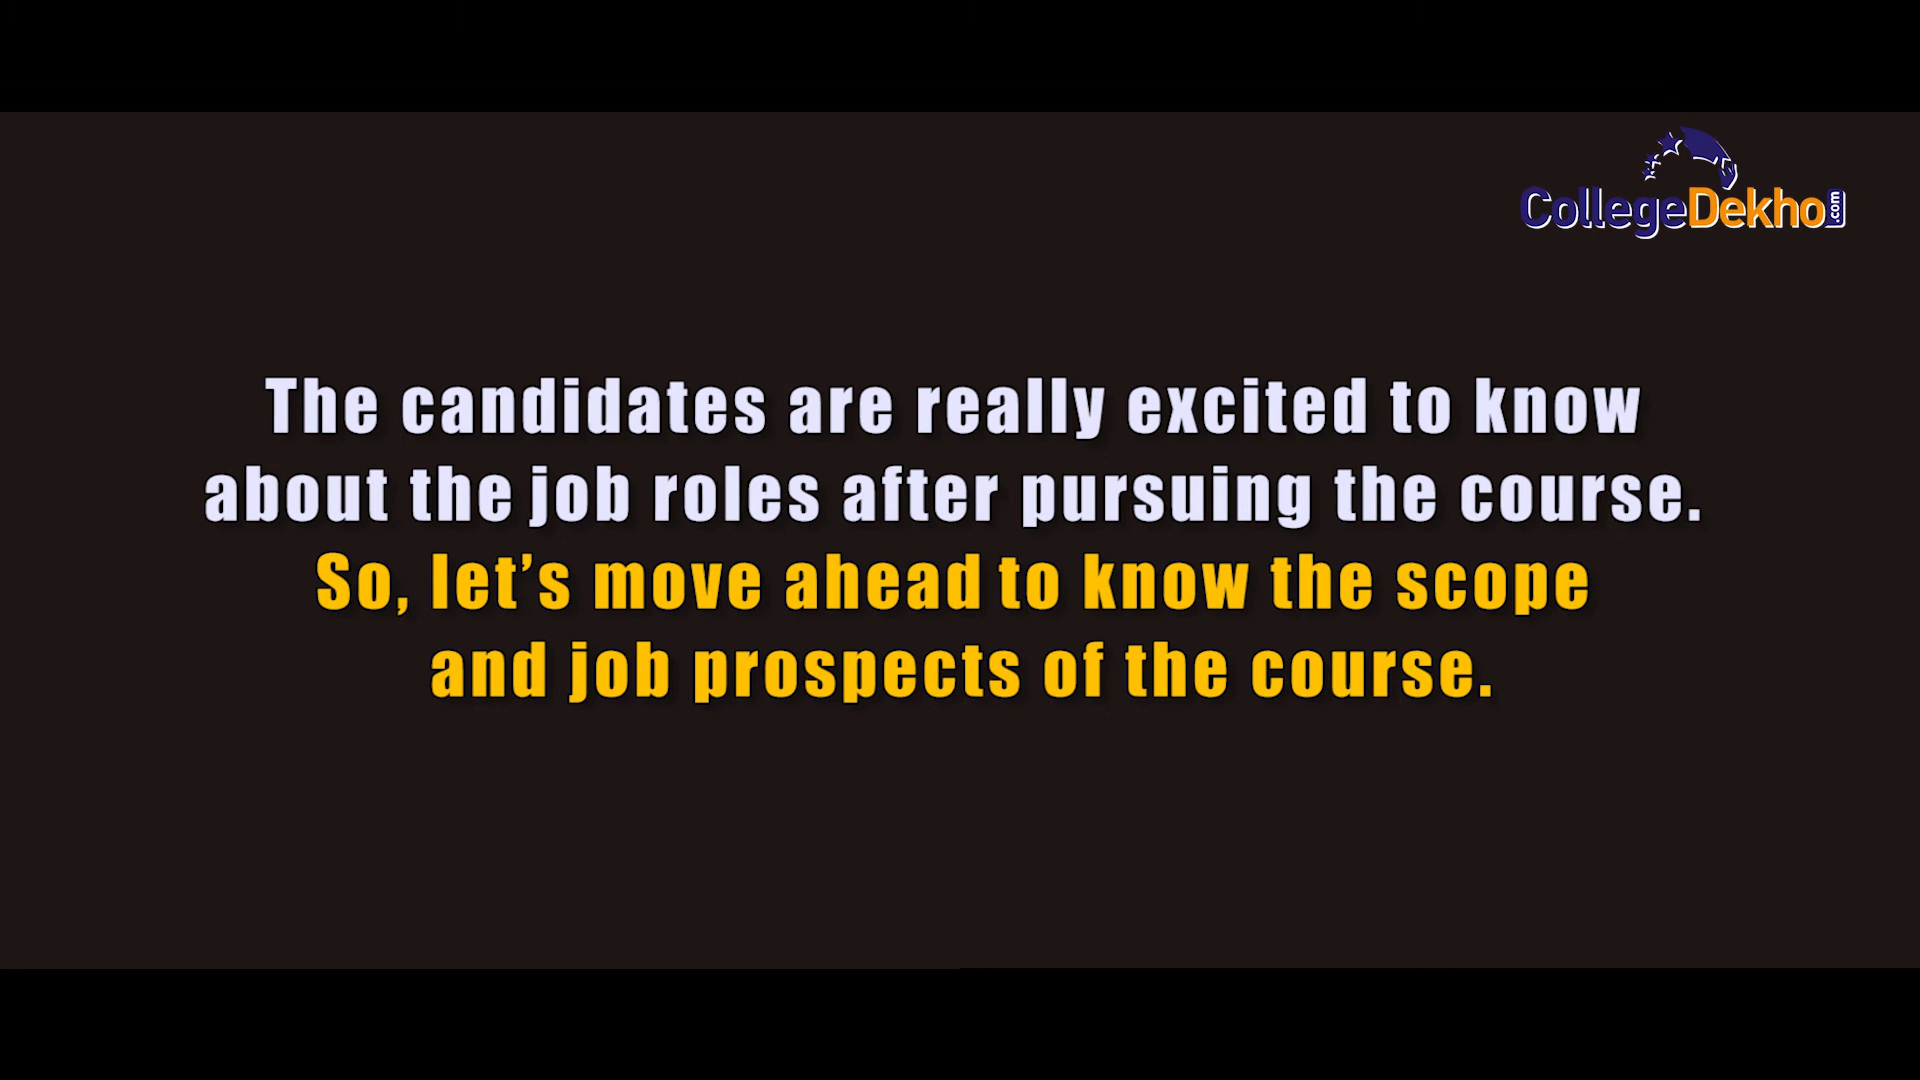 CollegeDekho.com
The candidates are really excited to know
about the job roles after pursuing the course.
So, let’s move ahead to know the scope
and job prospects of the course.